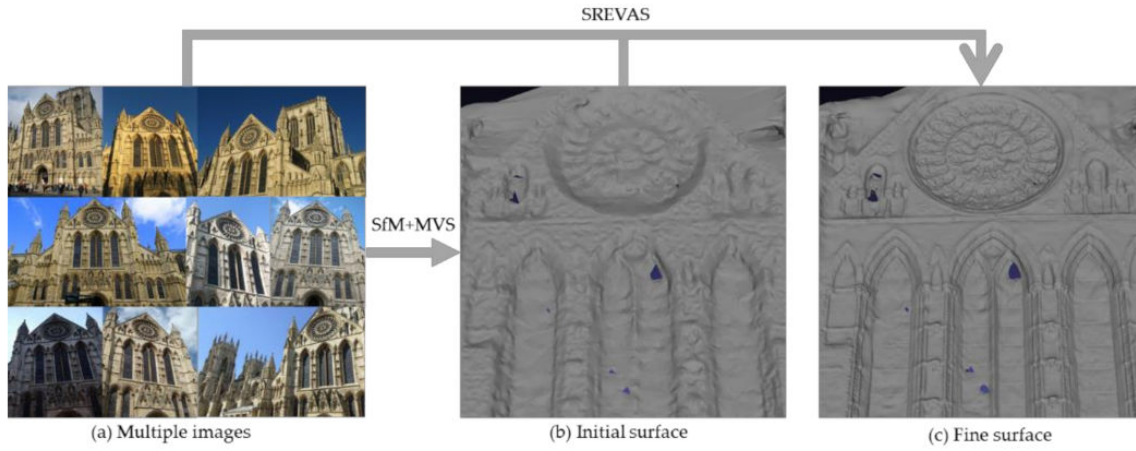 SREVAS
SfM+MVS
(a) Multiple images
(b) Initial surface
(c) Fine surface